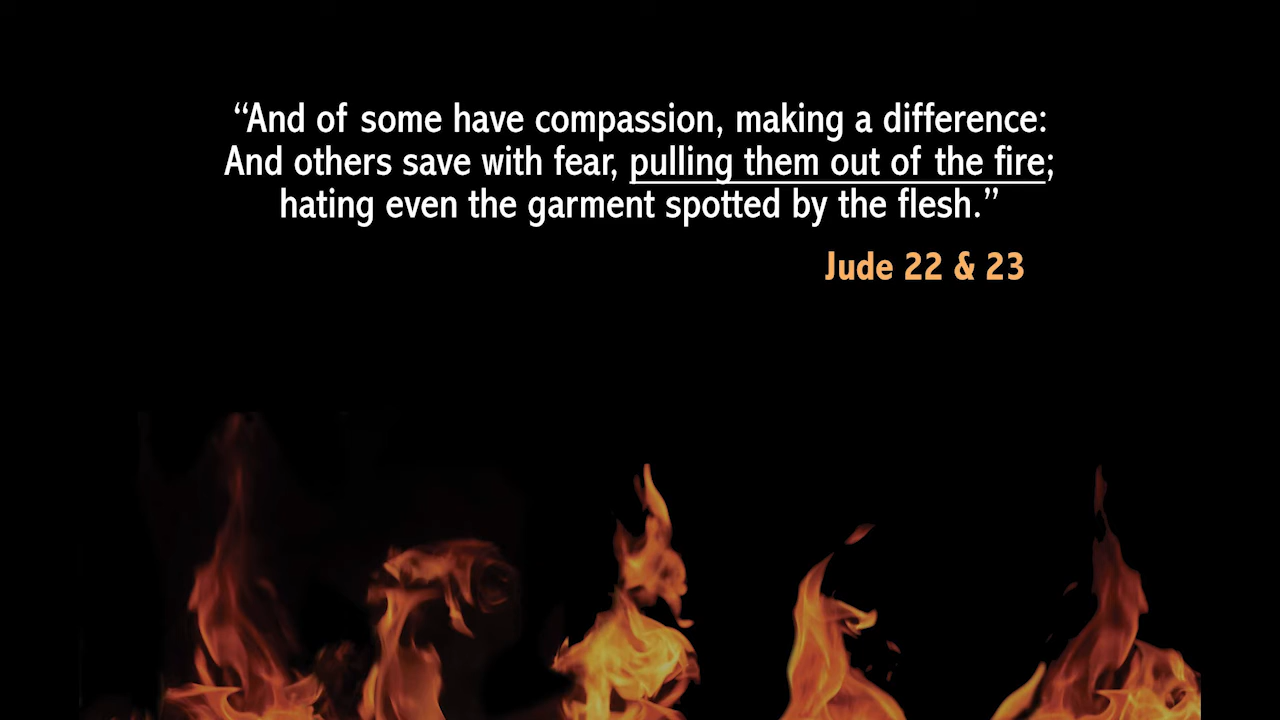 “And of some have compassion, making a difference:
And others save with fear, pulling them out of the fire;
hating even the garment spotted by the flesh.”
Jude 22 & 23